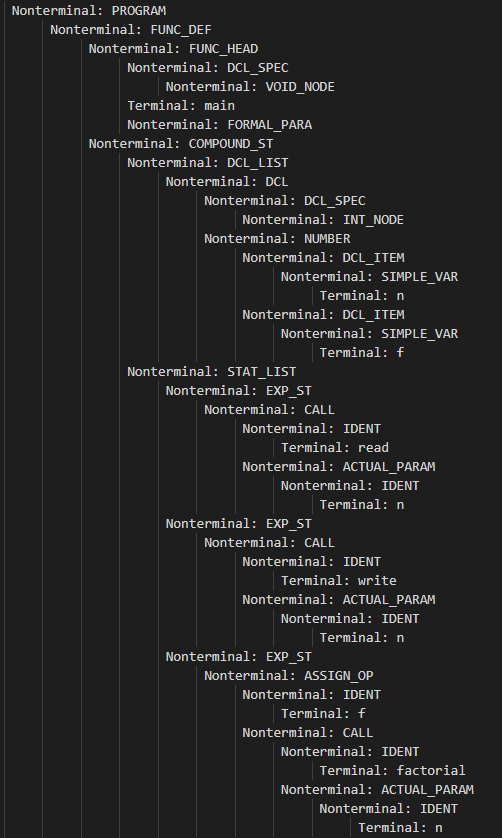 Nonterminal: PROGRAM
Nonterminal: FUNC_DEF
Nonterminal: FUNC_HEAD
Nonterminal: DCL_SPEC
Nonterminal: VOID_NODE
Terminal: main
Nonterminal: FORMAL_PARA
Nonterminal: COMPOUND_ST
Nonterminal: DCL_LIST
Nonterminal: DCL
Nonterminal: DCL_SPEC
Nonterminal: INT_NODE
Nonterminal: NUMBER
Nonterminal: DCL_ITEM
Nonterminal: SIMPLE_VAR
Terminal: n
Nonterminal: DCL_ITEM
Nonterminal: SIMPLE_VAR
Terminal: f
Nonterminal: STAT_LIST
Nonterminal: EXP_ST
Nonterminal: CALL
Nonterminal: IDENT
Terminal: read
Nonterminal: ACTUAL_PARAM
Nonterminal: IDENT
Terminal: n
Nonterminal: EXP_ST
Nonterminal: CALL
Nonterminal: IDENT
Terminal: write
Nonterminal: ACTUAL_PARAM
Nonterminal: IDENT
Terminal: n
Nonterminal: EXP_ST
Nonterminal: ASSIGN_OP
Nonterminal: IDENT
Terminal: f
Nonterminal: CALL
Nonterminal: IDENT
Terminal: factorial
Nonterminal: ACTUAL_PARAM
Nonterminal: IDENT
Terminal: n